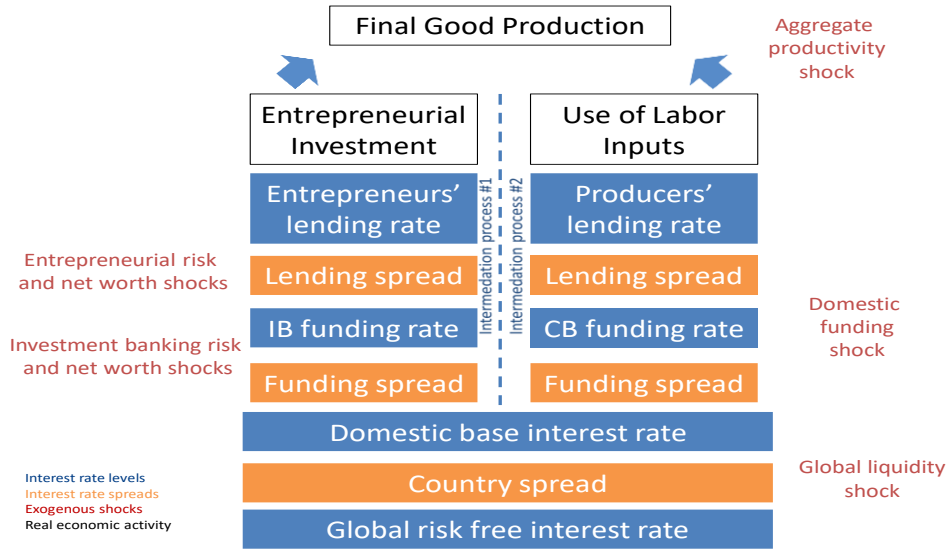 Final Good Production
Aggregate
productivity
shock
Entrepreneurial
Investment
Use of Labor
Inputs
Entrepreneurs’
lending rate
Intermedation process #1
Intermedation process #2
Producers’
lending rate
Entrepreneurial risk
and net worth shocks
Lending spread
Lending spread
Investment banking risk
and net worth shocks
IB funding rate
CB funding rate
Domestic
funding
shock
Funding spread
Funding spread
Domestic base interest rate
Country spread
Global liquidity
shock
Global risk free interest rate
Interest rate levels
Interest rate spreads
Exogenous shocks
Real economic activity